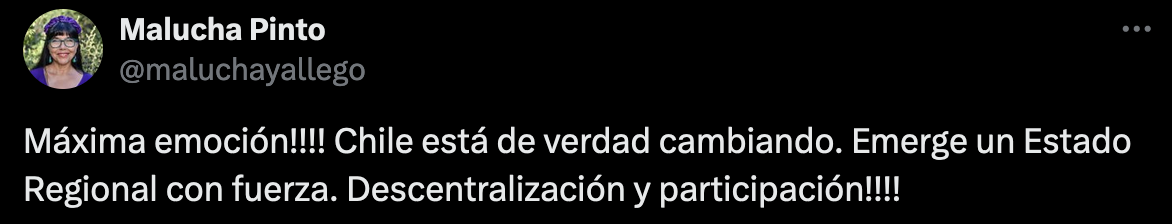 Malucha Pinto
@maluchayallego
Máxima emoción!!!! Chile está de verdad cambiando. Emerge un Estado
Regional con fuerza. Descentralización y participación!!!!